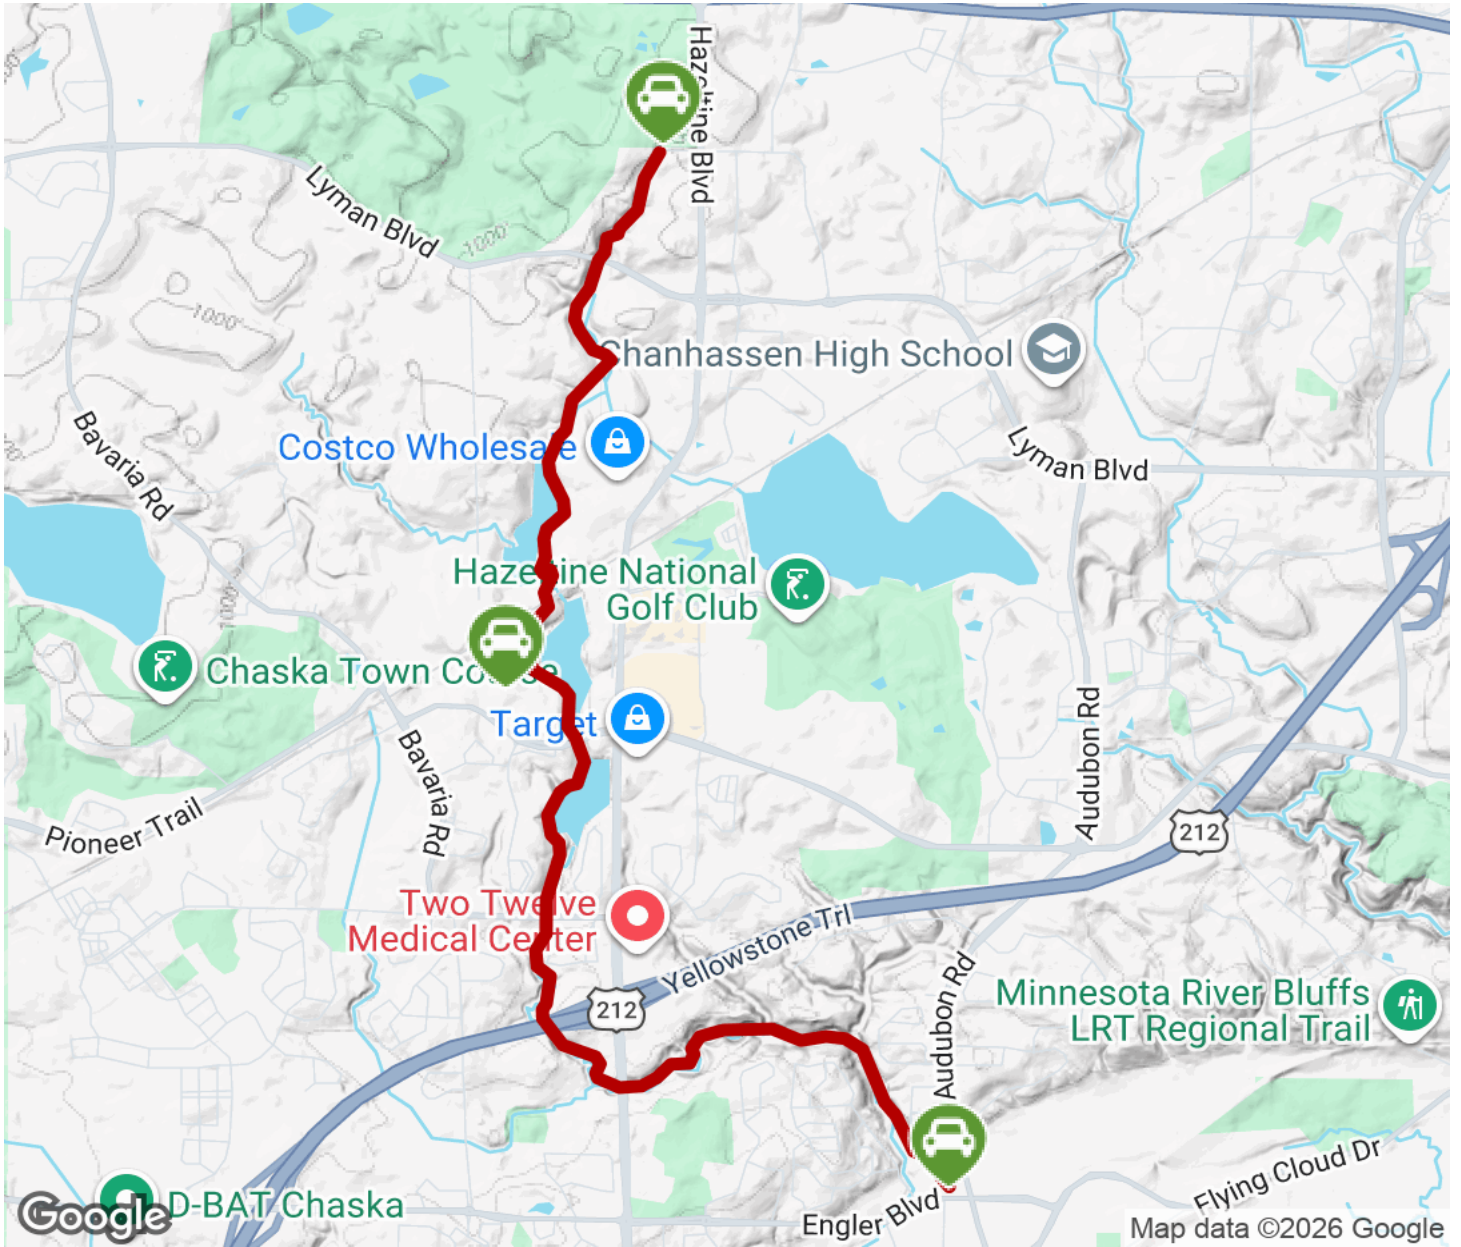 Hazeltine Blvd
Lyman Blvd
1000'
1000'
Chanhassen High School
Costco Wholesale
Bavaria Rd
Lyman Blvd
Hazeltine National
Golf Club
Chaska Town Course
Target
Bavaria Rd
Audubon Rd
Pioneer Trail
212
Two Twelve
Medical Center
Yellowstone Trl
212
Audubon Rd
Minnesota River Bluffs
LRT Regional Trail
Flying Cloud Dr
Engler Blvd
D-BAT Chaska
Google
Map data ©2026 Google